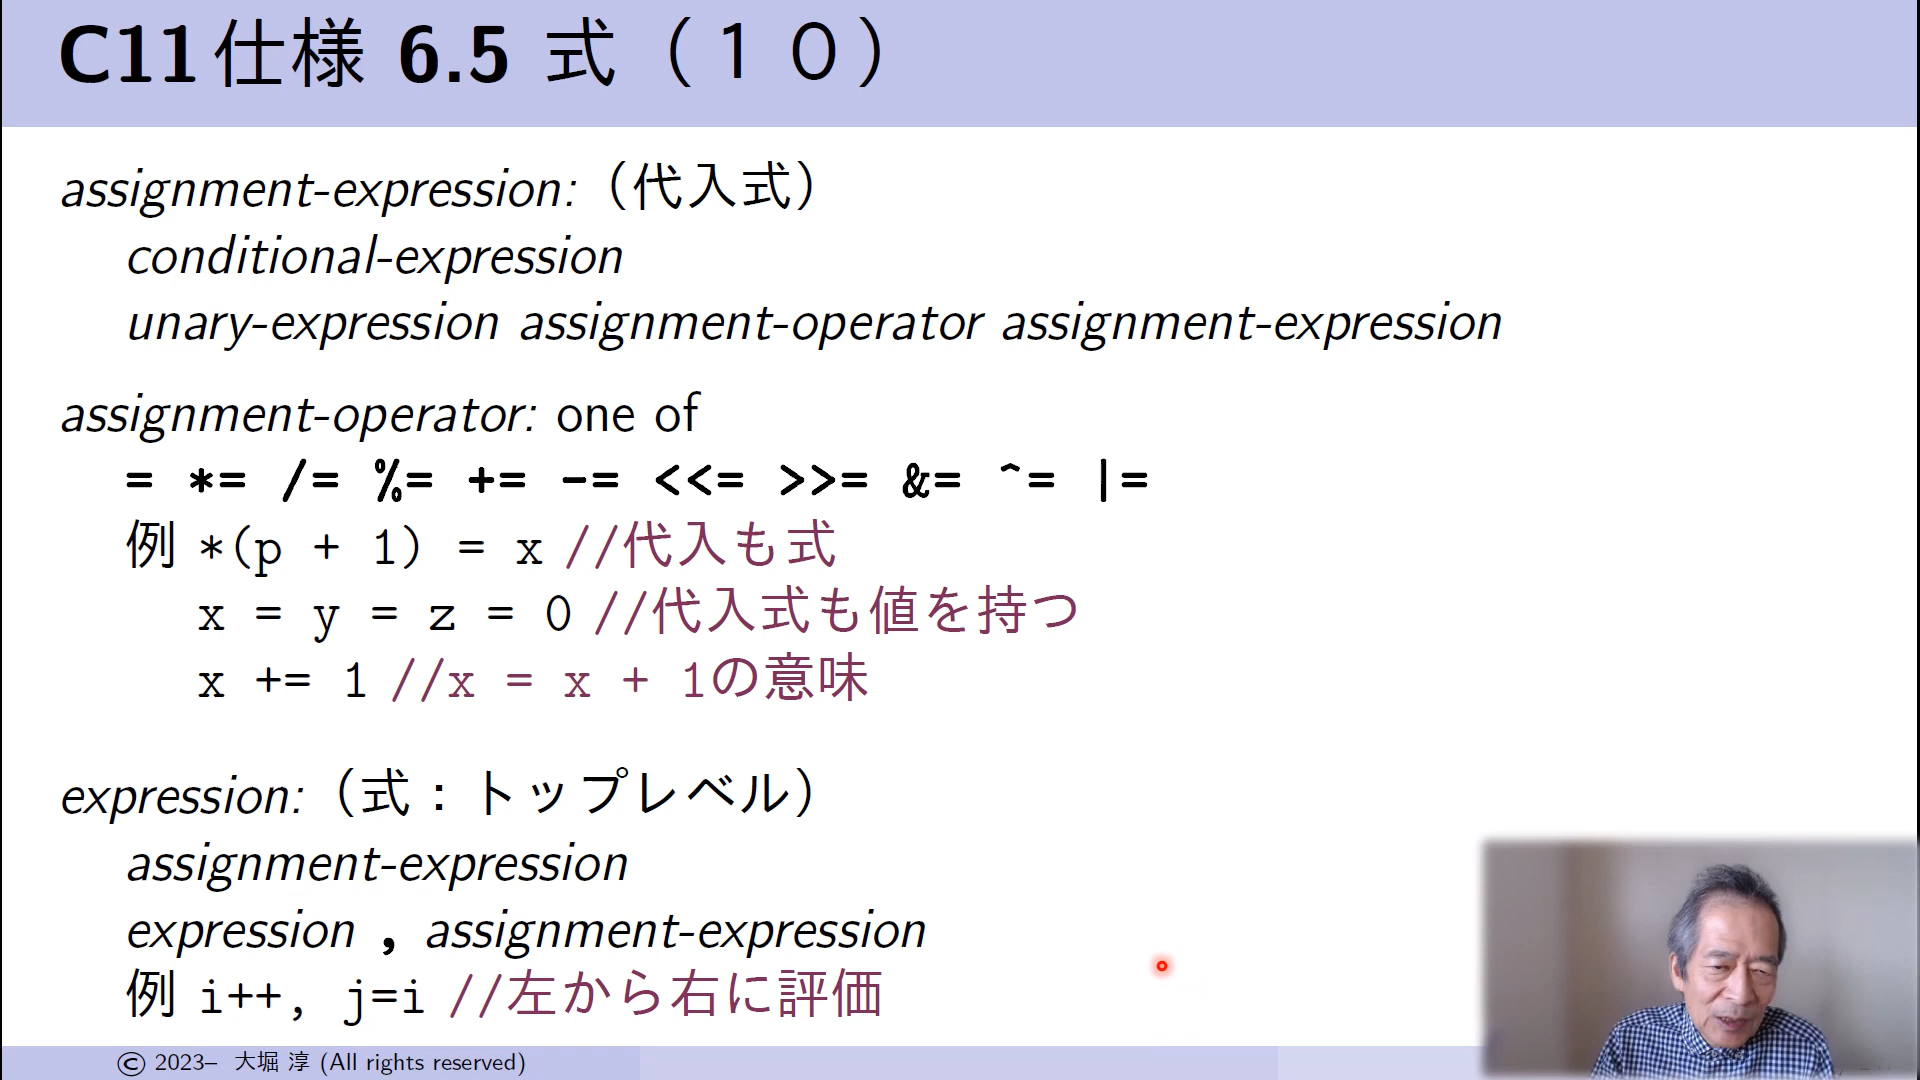 C11仕様 6.5 式（１０）
assignment-expression:（代入式）
conditional-expression
unary-expression assignment-operator assignment-expression
assignment-operator: one of
= *= /= %= += -= <<= >>= &= ^= |=
例 *(p + 1) = x //代入も式
x = y = z = 0 //代入式も値を持つ
x += 1 //x = x + 1の意味
expression:（式：トップレベル）
assignment-expression
expression , assignment-expression
例 i++, j=i //左から右に評価
© 2023– 大堀 淳 (All rights reserved)